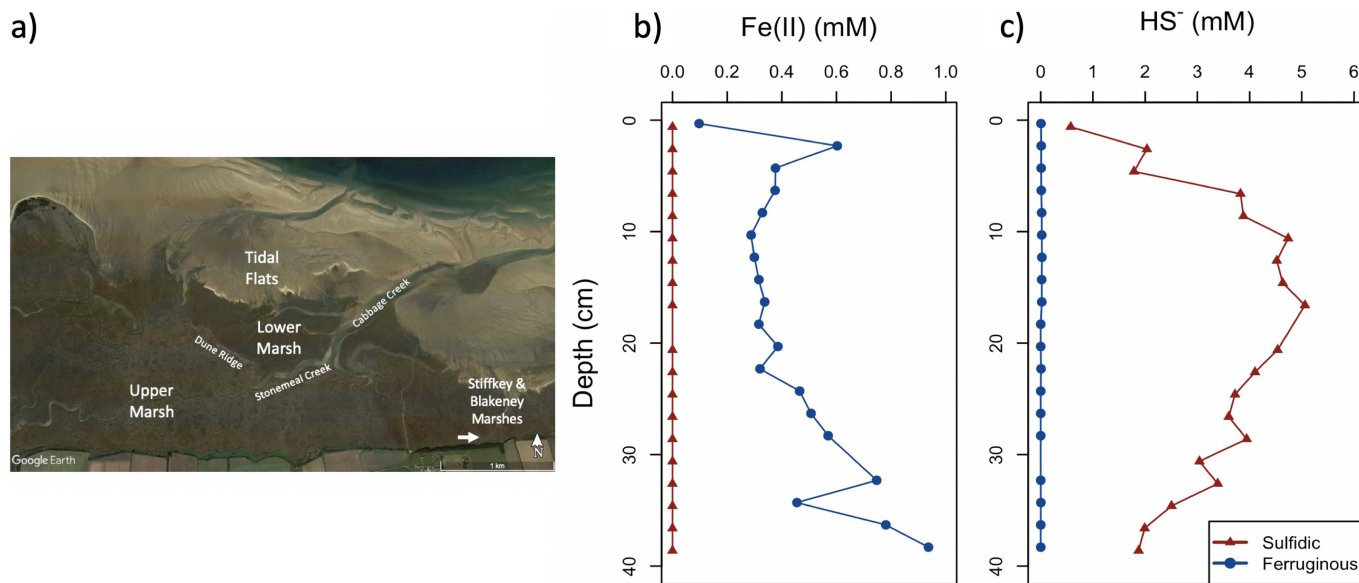 a)
Tidal
Flats
Cabbage Creek
Lower
Marsh
Dune Ridge
Stonemeal Creek
Upper
Marsh
Stiffkey &
Blakeney
Marshes
N
Google Earth
1 km
b)
Fe(II) (mM)
0.0 0.2 0.4 0.6 0.8 1.0
Depth (cm)
0
10
20
30
40
c)
HS⁻ (mM)
0 1 2 3 4 5 6
0
10
20
30
40
Sulfidic
Ferruginous